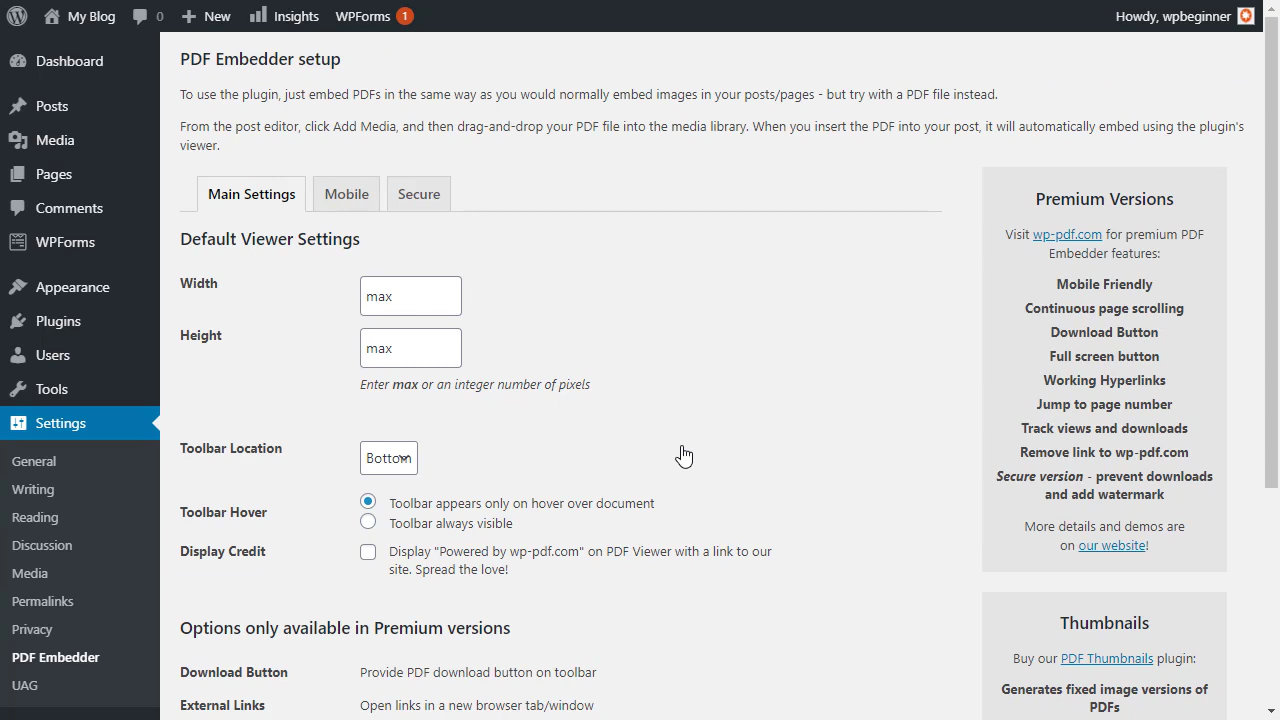 My Blog
0
New
Insights
WPForms 1
Howdy, wpbeginner
Dashboard
Posts
Media
Pages
Comments
WPForms
Appearance
Plugins
Users
Tools
Settings
General
Writing
Reading
Discussion
Media
Permalinks
Privacy
PDF Embedder
UAG
PDF Embedder setup
To use the plugin, just embed PDFs in the same way as you would normally embed images in your posts/pages - but try with a PDF file instead.
From the post editor, click Add Media, and then drag-and-drop your PDF file into the media library. When you insert the PDF into your post, it will automatically embed using the plugin's
viewer.
Main Settings
Mobile
Secure
Default Viewer Settings
Width
max
Height
max
Enter max or an integer number of pixels
Toolbar Location
Bottom
Toolbar Hover
Toolbar appears only on hover over document
Toolbar always visible
Display Credit
Display "Powered by wp-pdf.com" on PDF Viewer with a link to our
site. Spread the love!
Options only available in Premium versions
Download Button
Provide PDF download button on toolbar
External Links
Open links in a new browser tab/window
Premium Versions
Visit wp-pdf.com for premium PDF
Embedder features:
Mobile Friendly
Continuous page scrolling
Download Button
Full screen button
Working Hyperlinks
Jump to page number
Track views and downloads
Remove link to wp-pdf.com
Secure version - prevent downloads
and add watermark
More details and demos are
on our website!
Thumbnails
Buy our PDF Thumbnails plugin:
Generates fixed image versions of
PDFs